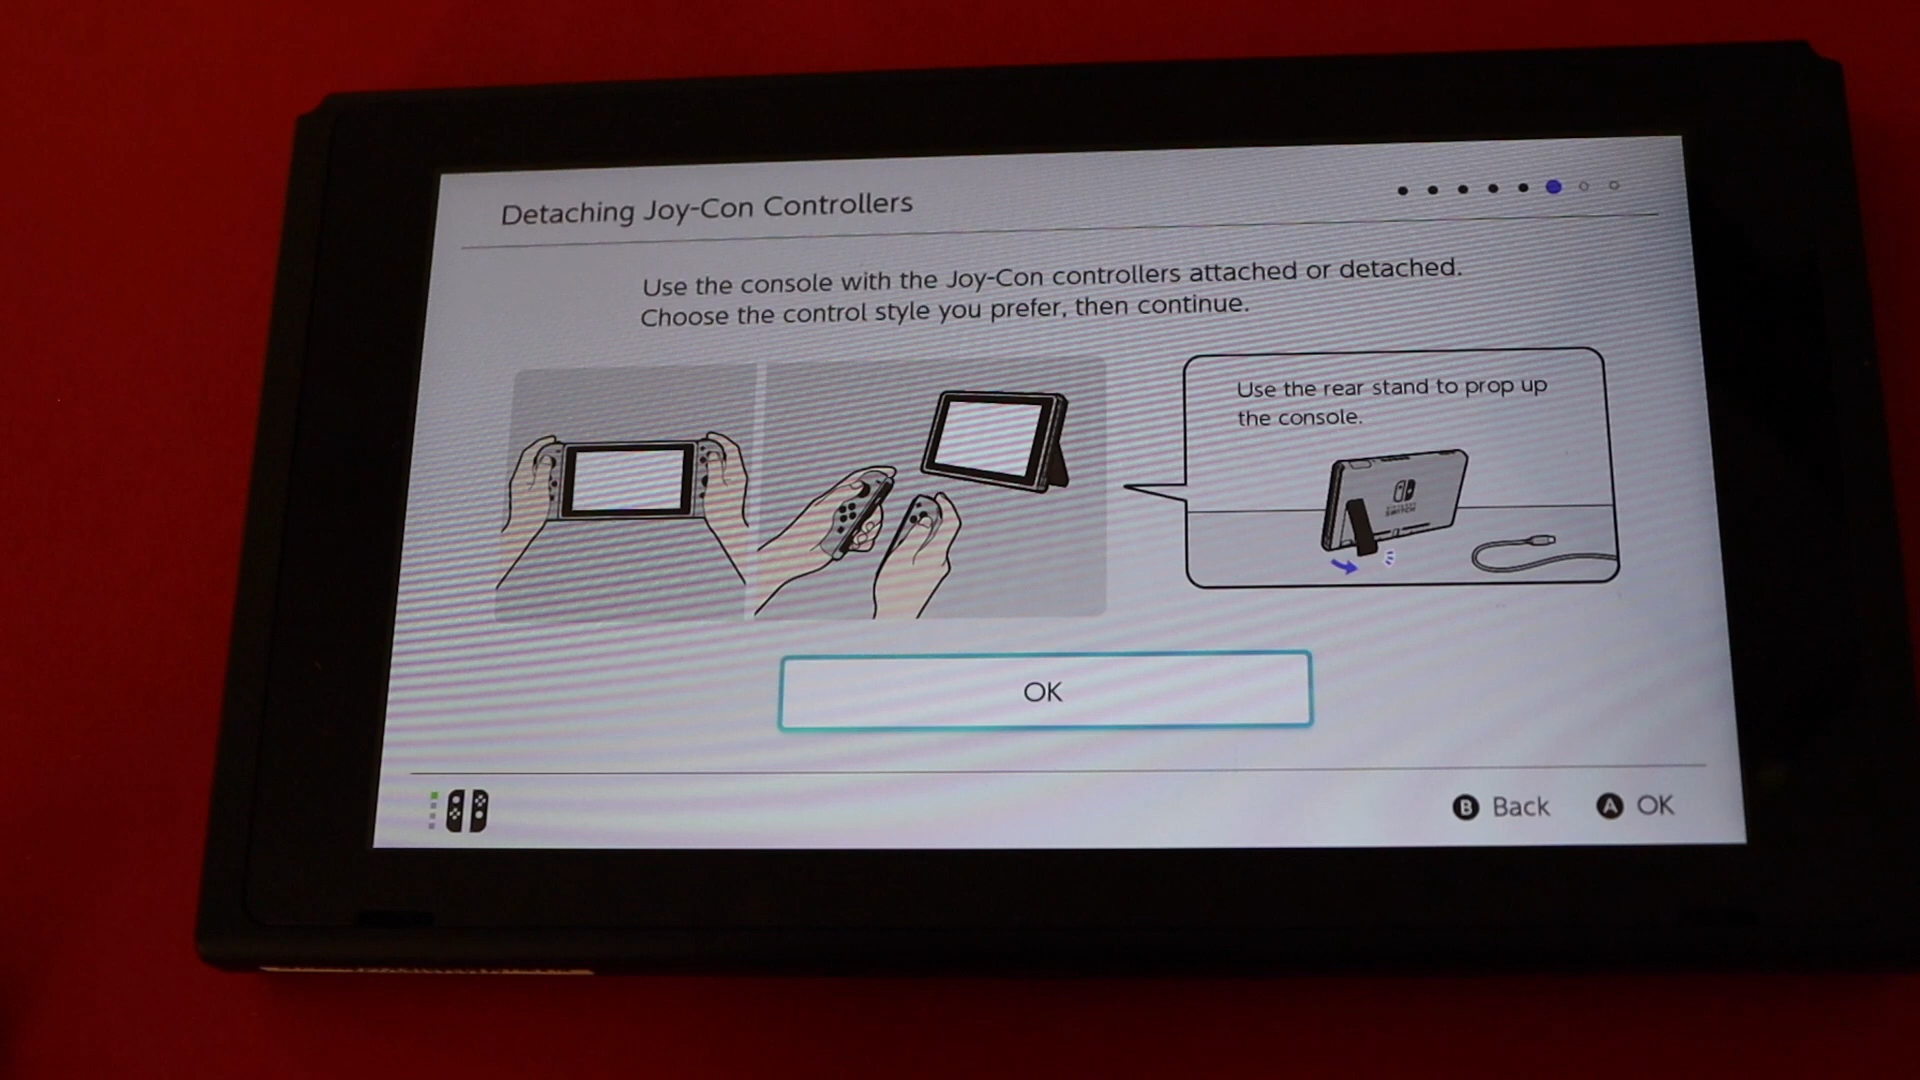 Detaching Joy-Con Controllers
Use the console with the Joy-Con controllers attached or detached.
Choose the control style you prefer, then continue.
Use the rear stand to prop up
the console.
SWITCH
OK
B Back
A OK